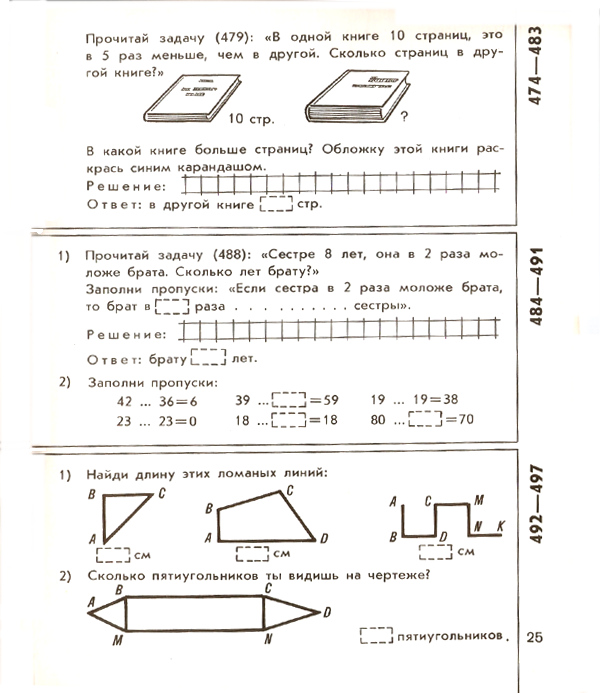 Прочитай задачу (479): «В одной книге 10 страниц, это
в 5 раз меньше, чем в другой. Сколько страниц в дру-
гой книге?»
10 стр.
?
В какой книге больше страниц? Обложку этой книги рас-
крась синим карандашом.
Решение:
Ответ: в другой книге стр.
474—483
1) Прочитай задачу (488): «Сестре 8 лет, она в 2 раза мо-
ложе брата. Сколько лет брату?»
Заполни пропуски: «Если сестра в 2 раза моложе брата,
то брат в раза . . . . . . . . . . сестры».
Решение:
Ответ: брату лет.
2) Заполни пропуски:
42 ... 36=6 39 ... =59 19 ... 19=38
23 ... 23=0 18 ... =18 80 ... =70
484—491
1) Найди длину этих ломаных линий:
B C
A
см
C
B
A D
см
A C M
B D N K
см
2) Сколько пятиугольников ты видишь на чертеже?
A B C D
M N
пятиугольников.
492—497
25